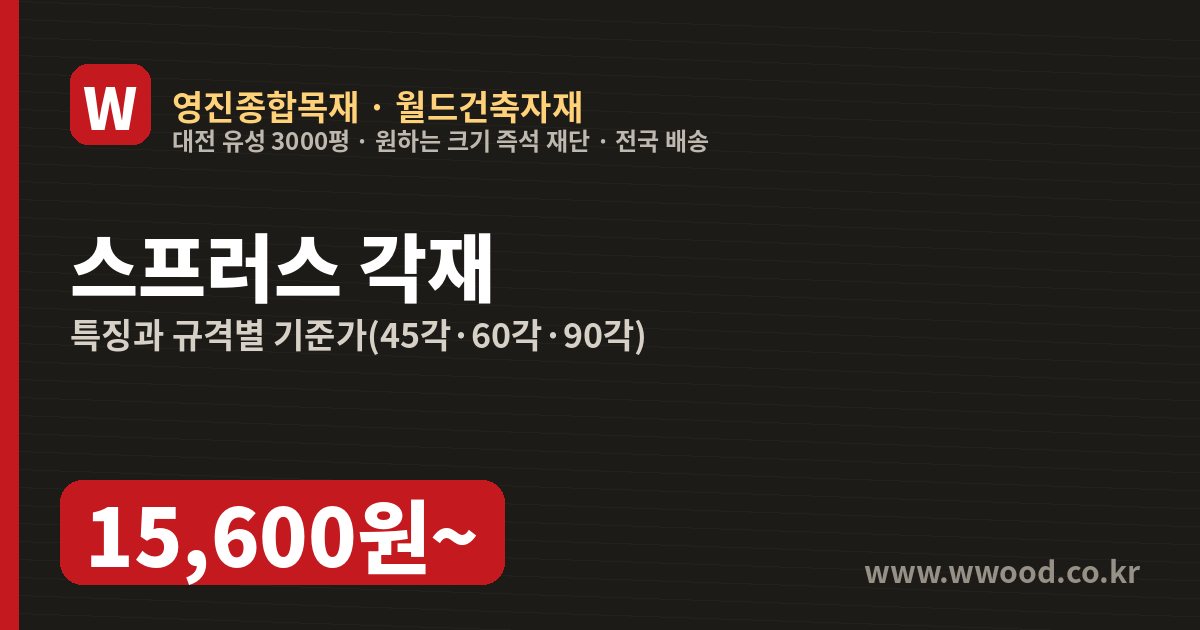 W
영진종합목재 · 월드건축자재
대전 유성 3000평 · 원하는 크기 즉석 재단 · 전국 배송
스프러스 각재
특징과 규격별 기준가(45각·60각·90각)
15,600원~
www.wwood.co.kr